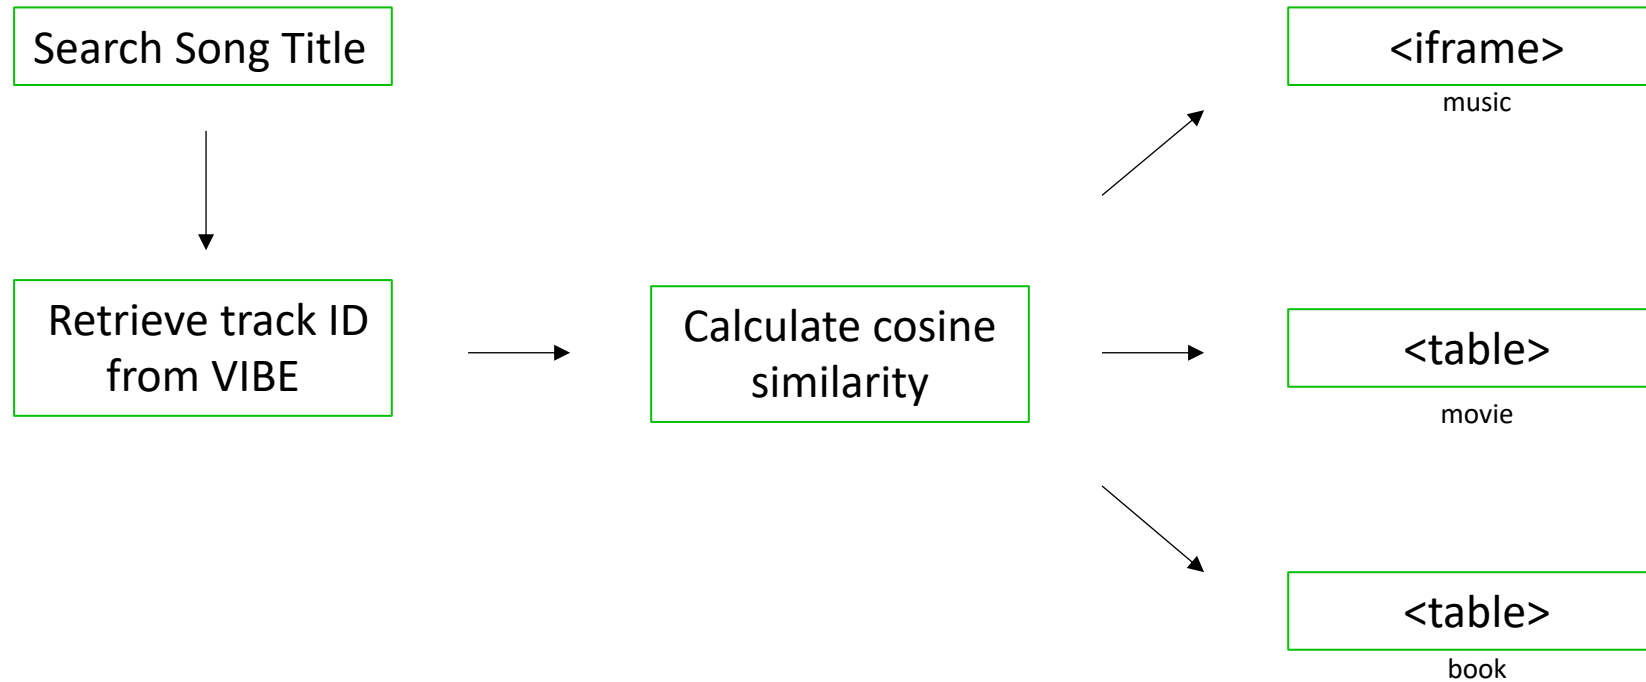 Search Song Title
Retrieve track ID
from VIBE
Calculate cosine
similarity
<iframe>
music
<table>
movie
<table>
book